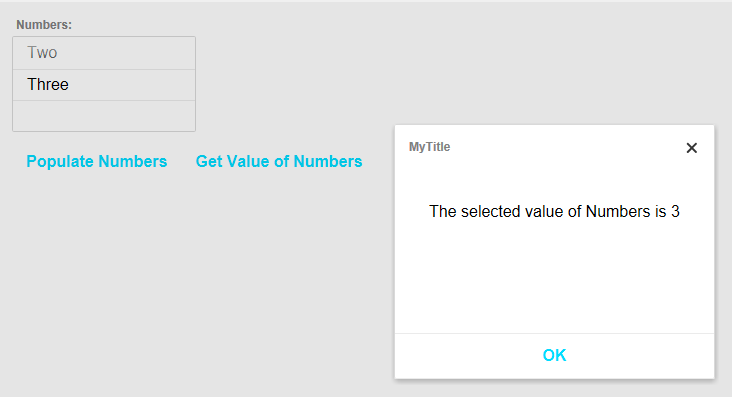 Numbers:
Two
Three
Populate Numbers
Get Value of Numbers
MyTitle
The selected value of Numbers is 3
OK